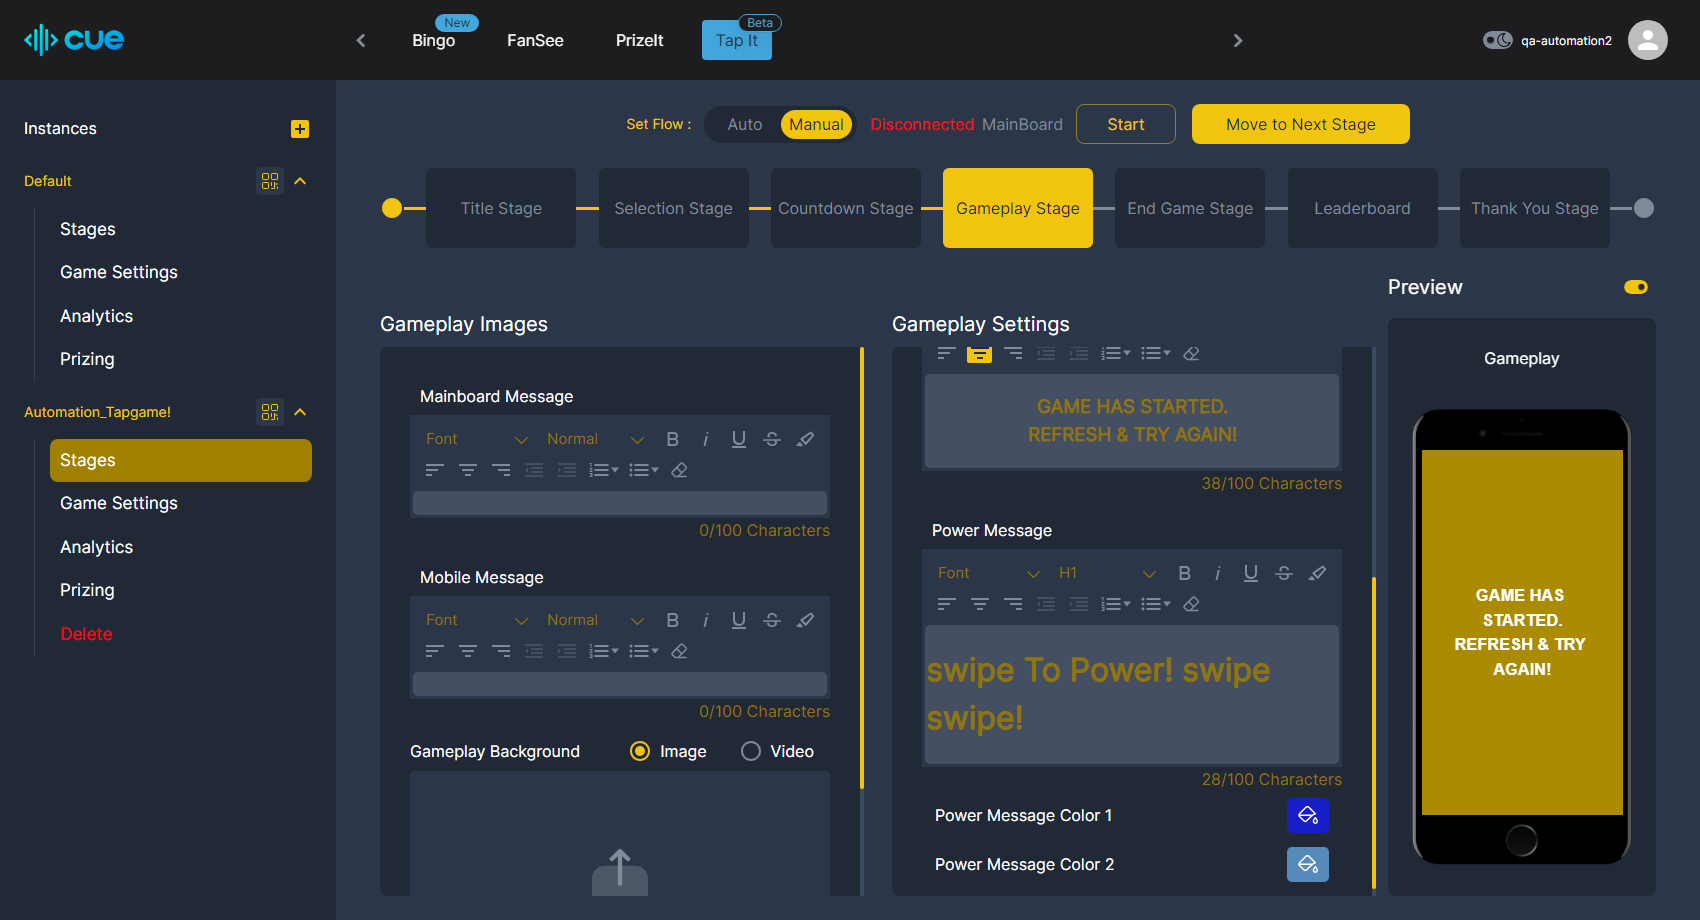 cue
Bingo
New
FanSee
PrizeIt
Tap It
Beta
qa-automation2
Instances
Default
Stages
Game Settings
Analytics
Prizing
Automation_Tapgame!
Stages
Game Settings
Analytics
Prizing
Delete
Set Flow :
Auto
Manual
Disconnected MainBoard
Start
Move to Next Stage
Title Stage
Selection Stage
Countdown Stage
Gameplay Stage
End Game Stage
Leaderboard
Thank You Stage
Gameplay Images
Mainboard Message
Font
Normal
B i U S
0/100 Characters
Mobile Message
Font
Normal
B i U S
0/100 Characters
Gameplay Background
Image
Video
Gameplay Settings
GAME HAS STARTED.
REFRESH & TRY AGAIN!
38/100 Characters
Power Message
Font
H1
B i U S
swipe To Power! swipe
swipe!
28/100 Characters
Power Message Color 1
Power Message Color 2
Preview
Gameplay
GAME HAS
STARTED.
REFRESH & TRY
AGAIN!